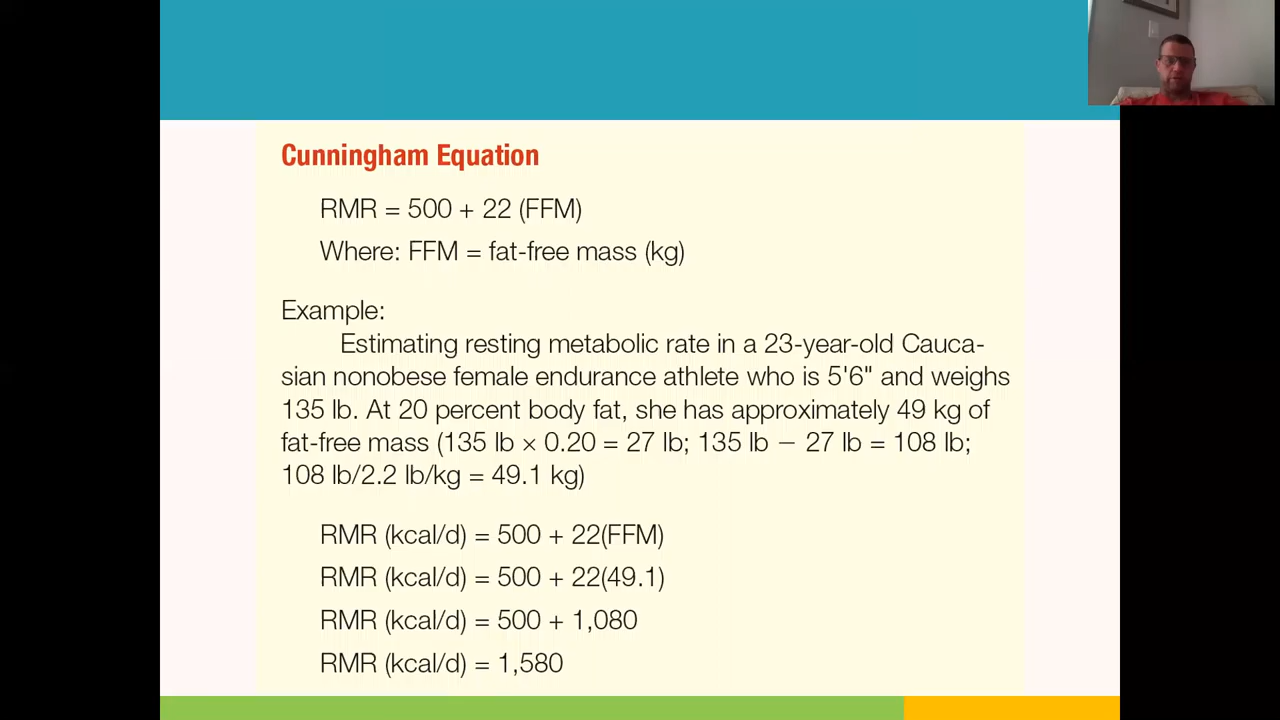 Cunningham Equation
RMR = 500 + 22 (FFM)
Where: FFM = fat-free mass (kg)
Example:
Estimating resting metabolic rate in a 23-year-old Cauca-
sian nonobese female endurance athlete who is 5'6" and weighs
135 lb. At 20 percent body fat, she has approximately 49 kg of
fat-free mass (135 lb × 0.20 = 27 lb; 135 lb − 27 lb = 108 lb;
108 lb/2.2 lb/kg = 49.1 kg)
RMR (kcal/d) = 500 + 22(FFM)
RMR (kcal/d) = 500 + 22(49.1)
RMR (kcal/d) = 500 + 1,080
RMR (kcal/d) = 1,580